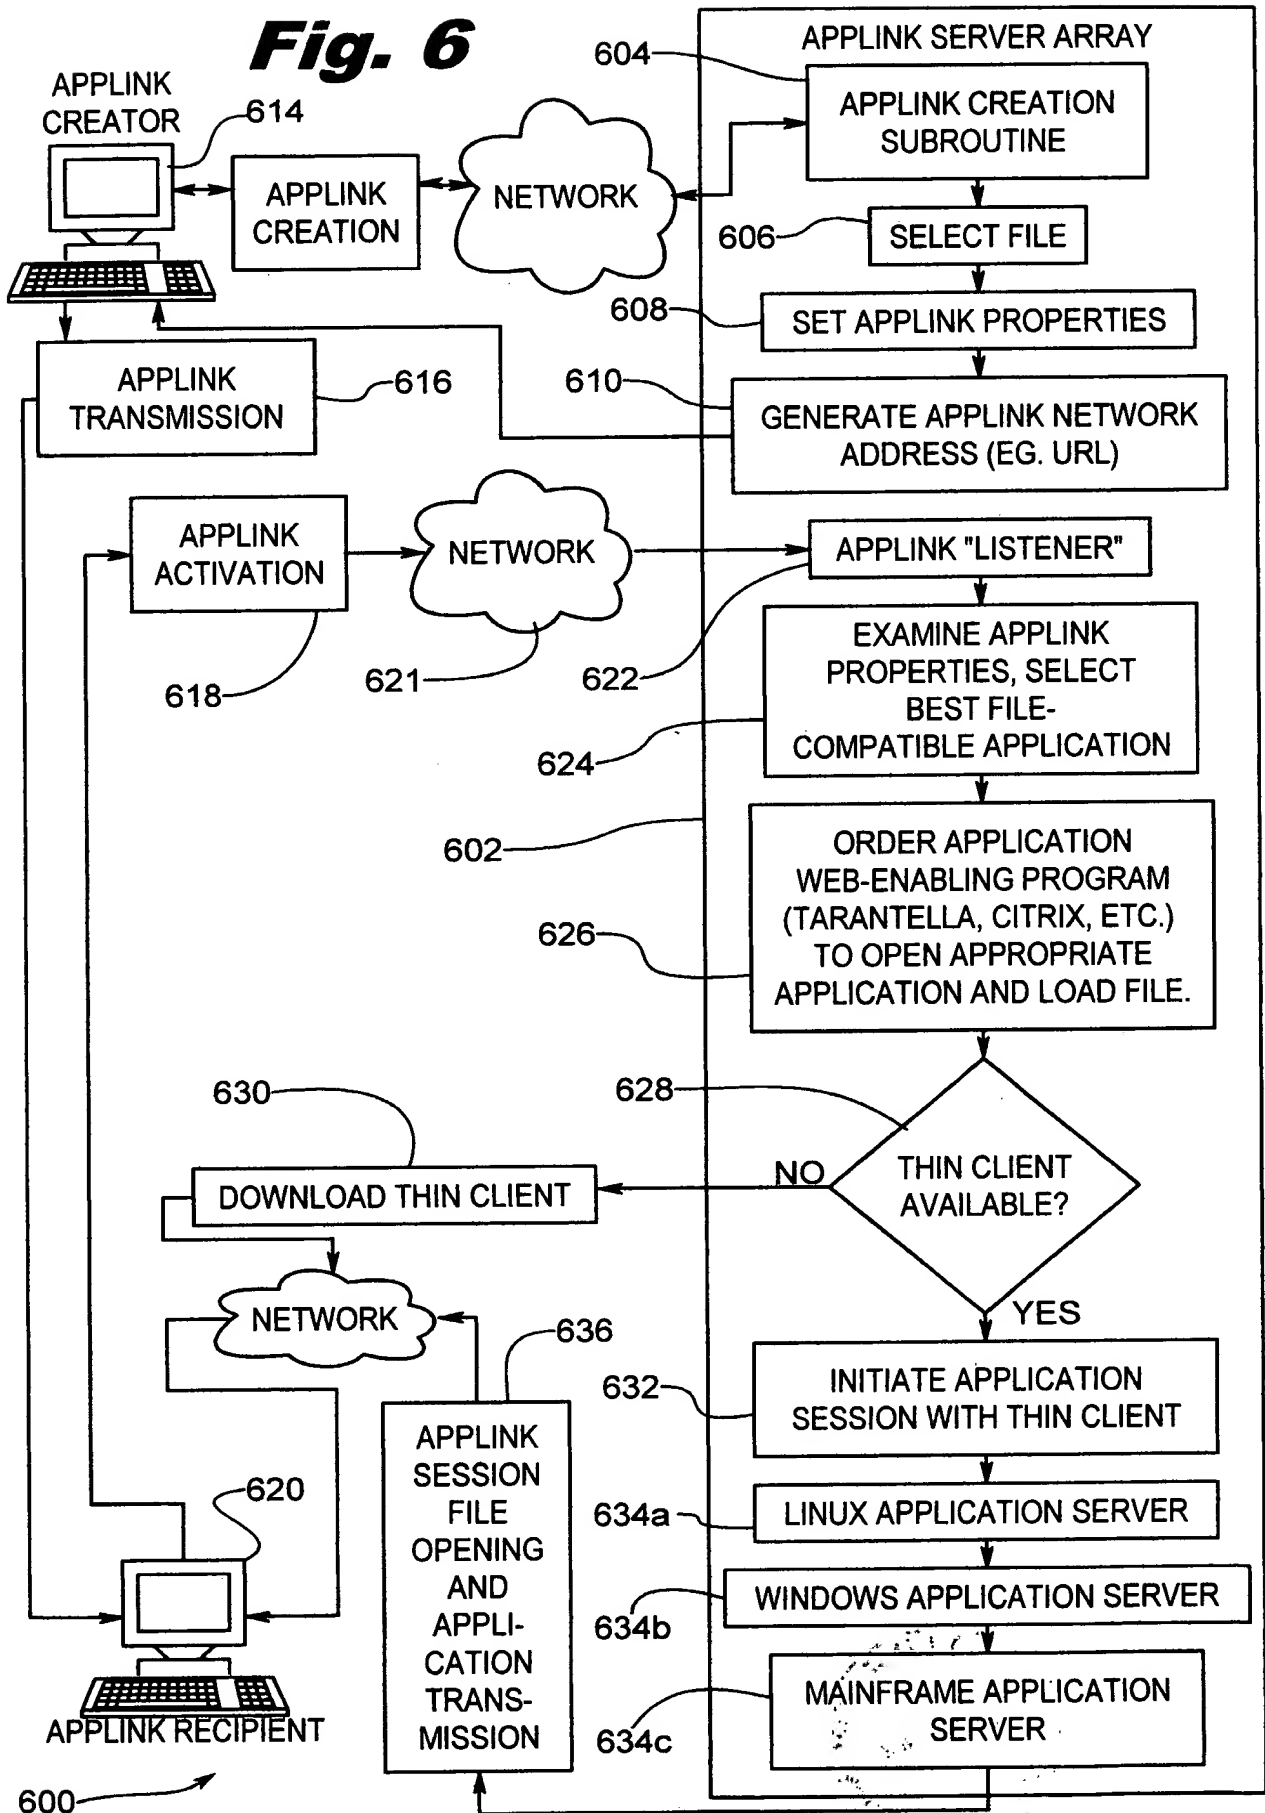 Fig. 6
APPLINK SERVER ARRAY
604
APPLINK CREATION
SUBROUTINE
APPLINK
CREATOR
614
APPLINK
CREATION
NETWORK
606
SELECT FILE
608
SET APPLINK PROPERTIES
APPLINK
TRANSMISSION
616
610
GENERATE APPLINK NETWORK
ADDRESS (EG. URL)
APPLINK
ACTIVATION
618
NETWORK
621
APPLINK "LISTENER"
622
EXAMINE APPLINK
PROPERTIES, SELECT
BEST FILE-
COMPATIBLE APPLICATION
624
602
ORDER APPLICATION
WEB-ENABLING PROGRAM
(TARANTELLA, CITRIX, ETC.)
TO OPEN APPROPRIATE
APPLICATION AND LOAD FILE.
626
628
THIN CLIENT
AVAILABLE?
NO
YES
630
DOWNLOAD THIN CLIENT
NETWORK
636
APPLINK
SESSION
FILE
OPENING
AND
APPLI-
CATION
TRANS-
MISSION
632
INITIATE APPLICATION
SESSION WITH THIN CLIENT
634a
LINUX APPLICATION SERVER
634b
WINDOWS APPLICATION SERVER
634c
MAINFRAME APPLICATION
SERVER
620
APPLINK RECIPIENT
600